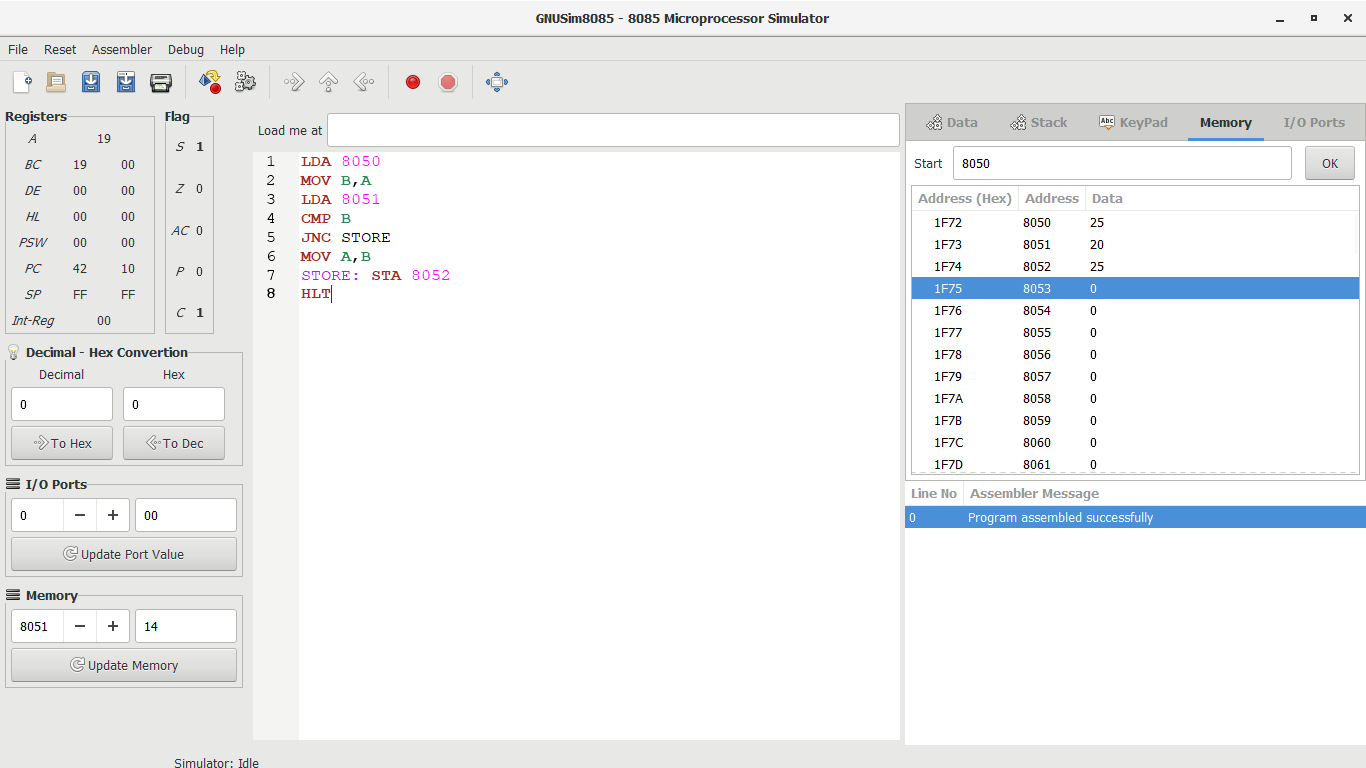 GNUSim8085 - 8085 Microprocessor Simulator
File Reset Assembler Debug Help
Registers
A 19
BC 19 00
DE 00 00
HL 00 00
PSW 00 00
PC 42 10
SP FF FF
Int-Reg 00
Flag
S 1
Z 0
AC 0
P 0
C 1
Decimal - Hex Convertion
Decimal Hex
0 0
To Hex To Dec
I/O Ports
0 − + 00
Update Port Value
Memory
8051 − + 14
Update Memory
Load me at
1 LDA 8050
2 MOV B,A
3 LDA 8051
4 CMP B
5 JNC STORE
6 MOV A,B
7 STORE: STA 8052
8 HLT
Data Stack Abc KeyPad Memory I/O Ports
Start 8050 OK
Address (Hex) Address Data
1F72 8050 25
1F73 8051 20
1F74 8052 25
1F75 8053 0
1F76 8054 0
1F77 8055 0
1F78 8056 0
1F79 8057 0
1F7A 8058 0
1F7B 8059 0
1F7C 8060 0
1F7D 8061 0
Line No Assembler Message
0 Program assembled successfully
Simulator: Idle